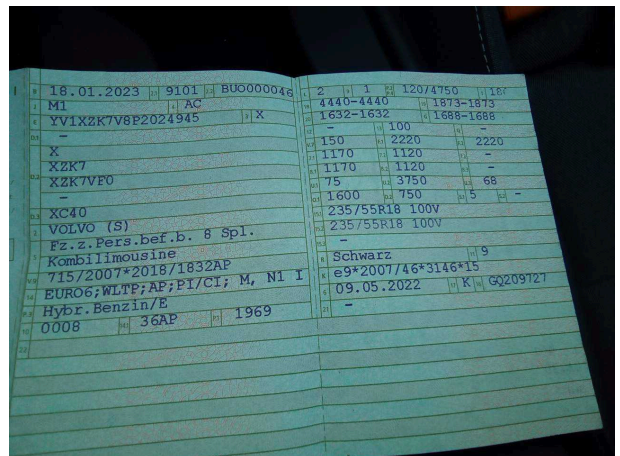 18.01.2023 9101 BUO000046
M1 AC
YV1XZK7V8P2024945 X
–
X
XZK7
XZK7VF0
–
XC40
VOLVO (S)
Fz.z.Pers.bef.b. 8 Spl.
Kombilimousine
715/2007*2018/1832AP
EURO6;WLTP;AP;PI/CI; M, N1 I
Hybr.Benzin/E
0008 36AP 1969
2 1 120/4750
4440-4440 1873-1873
1632-1632 1688-1688
– 100 –
150 2220 2220
1170 1120 –
1170 1120 –
75 3750 68
1600 750 5 –
235/55R18 100V
235/55R18 100V
–
Schwarz 9
e9*2007/46*3146*15
09.05.2022 K GQ209727
–